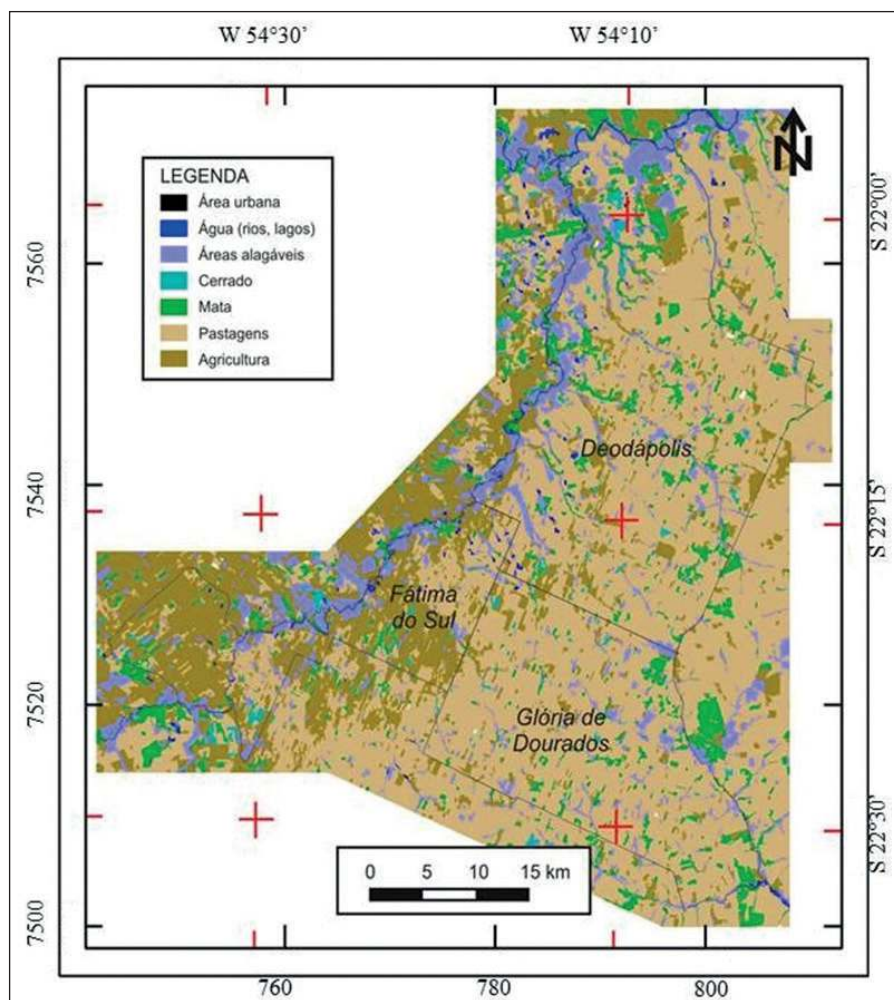 W 54°30’
W 54°10’
N
LEGENDA
Área urbana
Água (rios, lagos)
Áreas alagáveis
Cerrado
Mata
Pastagens
Agricultura
S 22°00’
7560
Deodápolis
7540
S 22°15’
Fátima
do Sul
7520
Glória de
Dourados
S 22°30’
0 5 10 15 km
7500
760
780
800